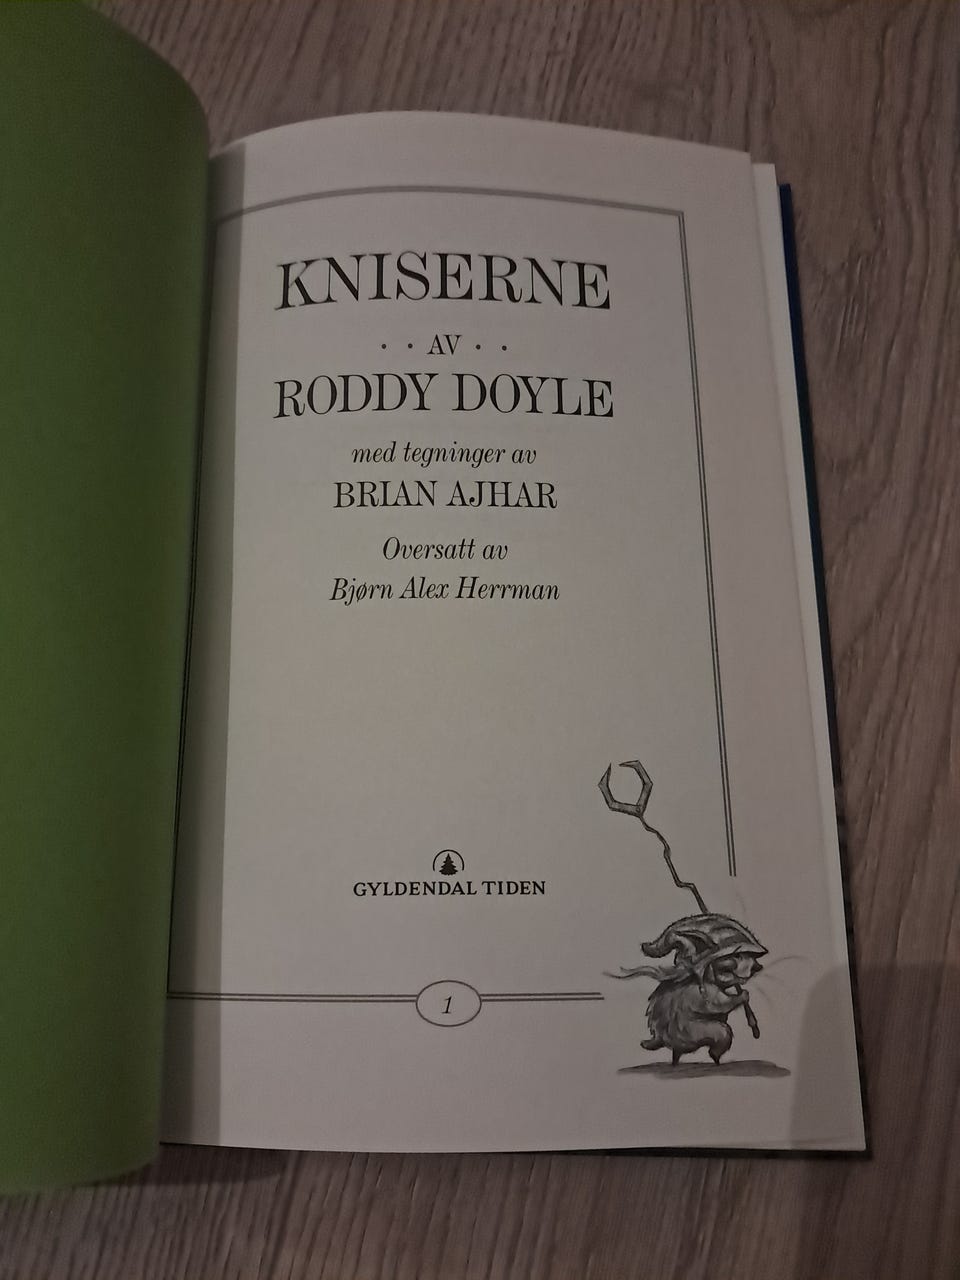 KNISERNE
· · AV · ·
RODDY DOYLE
med tegninger av
BRIAN AJHAR
Oversatt av
Bjørn Alex Herrman
GYLDENDAL TIDEN
1